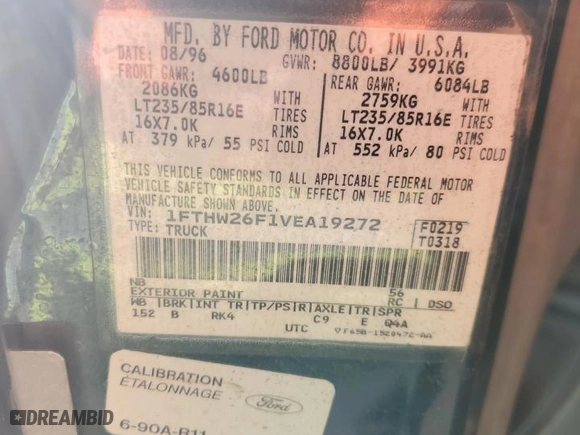 MFD. BY FORD MOTOR CO. IN U.S.A.
DATE: 08/96 GVWR: 8800LB/ 3991KG
FRONT GAWR: 4600LB REAR GAWR: 6084LB
2086KG WITH 2759KG WITH
LT235/85R16E TIRES LT235/85R16E TIRES
16X7.0K RIMS 16X7.0K RIMS
AT 379 kPa/ 55 PSI COLD AT 552 kPa/ 80 PSI COLD
THIS VEHICLE CONFORMS TO ALL APPLICABLE FEDERAL MOTOR
VEHICLE SAFETY STANDARDS IN EFFECT ON THE DATE OF
MANUFACTURE SHOWN ABOVE.
VIN: 1FTHW26F1VEA19272 F0219
TYPE: TRUCK T0318
NB 56
EXTERIOR PAINT RC DSO
WB BRK INT TR TP/PS R AXLE TR SPR
152 B RK4 C9 E Q4A
UTC ▽F65B-1520472-AA
CALIBRATION
ÉTALONNAGE
Ford
6-90A-R11
DREAMBID